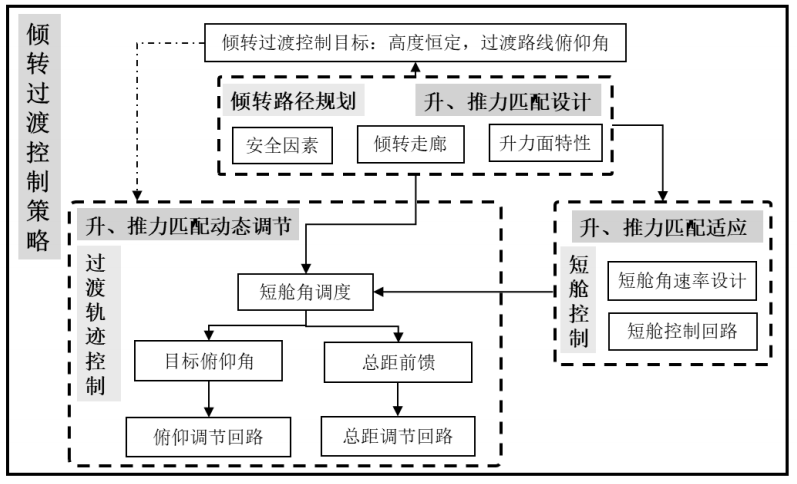 倾转过渡控制策略
倾转过渡控制目标：高度恒定，过渡路线俯仰角
倾转路径规划
升、推力匹配设计
安全因素
倾转走廊
升力面特性
升、推力匹配动态调节
过渡轨迹控制
短舱角调度
目标俯仰角
总距前馈
俯仰调节回路
总距调节回路
升、推力匹配适应
短舱控制
短舱角速率设计
短舱控制回路